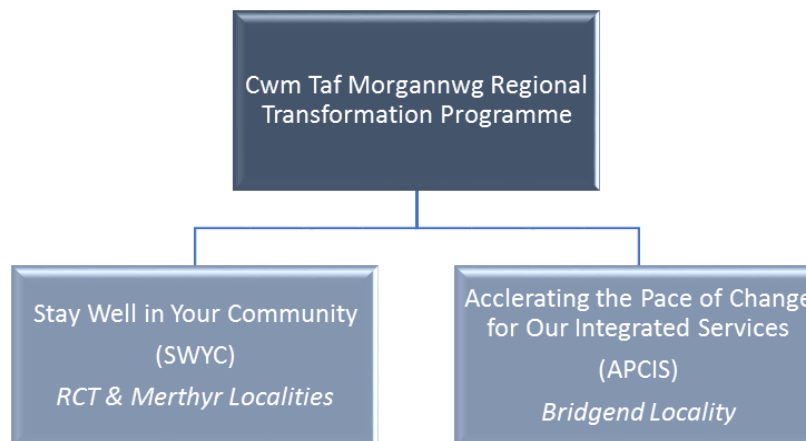 Cwm Taf Morgannwg Regional
Transformation Programme
Stay Well in Your Community
(SWYC)
RCT & Merthyr Localities
Acclerating the Pace of Change
for Our Integrated Services
(APCIS)
Bridgend Locality